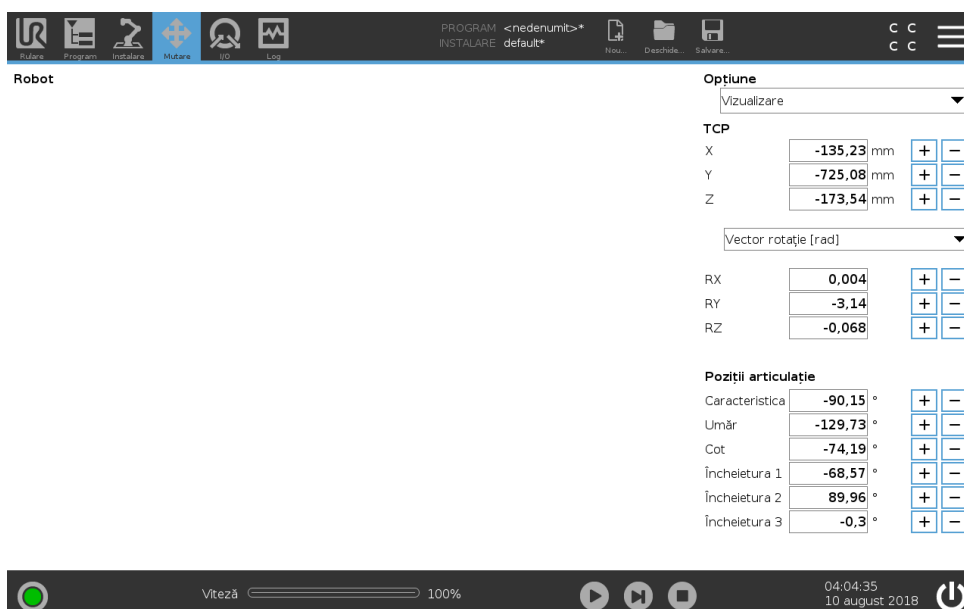 UR
Rulare
Program
Instalare
Mutare
I/O
Log
PROGRAM <nedenumit>*
INSTALARE default*
Nou...
Deschide...
Salvare...
C C
C C
Robot
Opțiune
Vizualizare
TCP
X -135,23 mm + −
Y -725,08 mm + −
Z -173,54 mm + −
Vector rotație [rad]
RX 0,004 + −
RY -3,14 + −
RZ -0,068 + −
Poziții articulație
Caracteristica -90,15 ° + −
Umăr -129,73 ° + −
Cot -74,19 ° + −
Încheietura 1 -68,57 ° + −
Încheietura 2 89,96 ° + −
Încheietura 3 -0,3 ° + −
Viteză 100%
04:04:35
10 august 2018